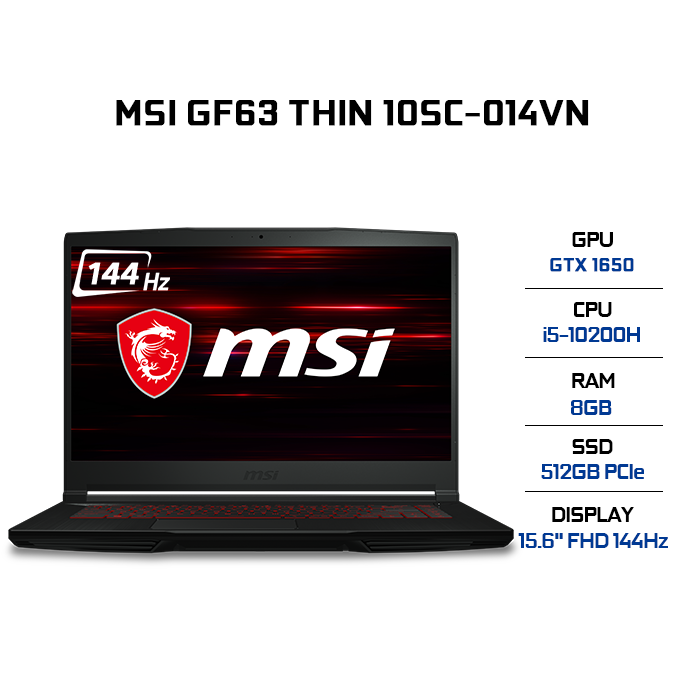 MSI GF63 THIN 10SC-014VN
144 Hz
msi
msi
GPU
GTX 1650
CPU
i5-10200H
RAM
8GB
SSD
512GB PCIe
DISPLAY
15.6" FHD 144Hz